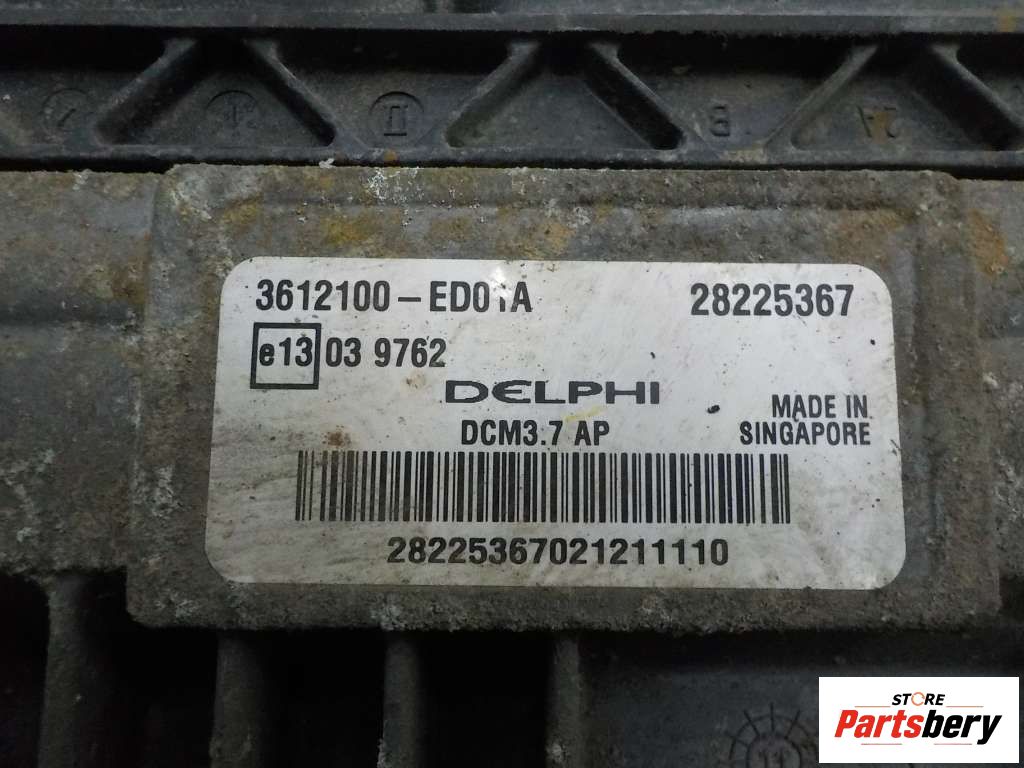 D
B
3612100-ED01A 28225367
e13 03 9762
DELPHI
DCM3.7 AP
MADE IN
SINGAPORE
28225367021211110
STORE
Partsbery